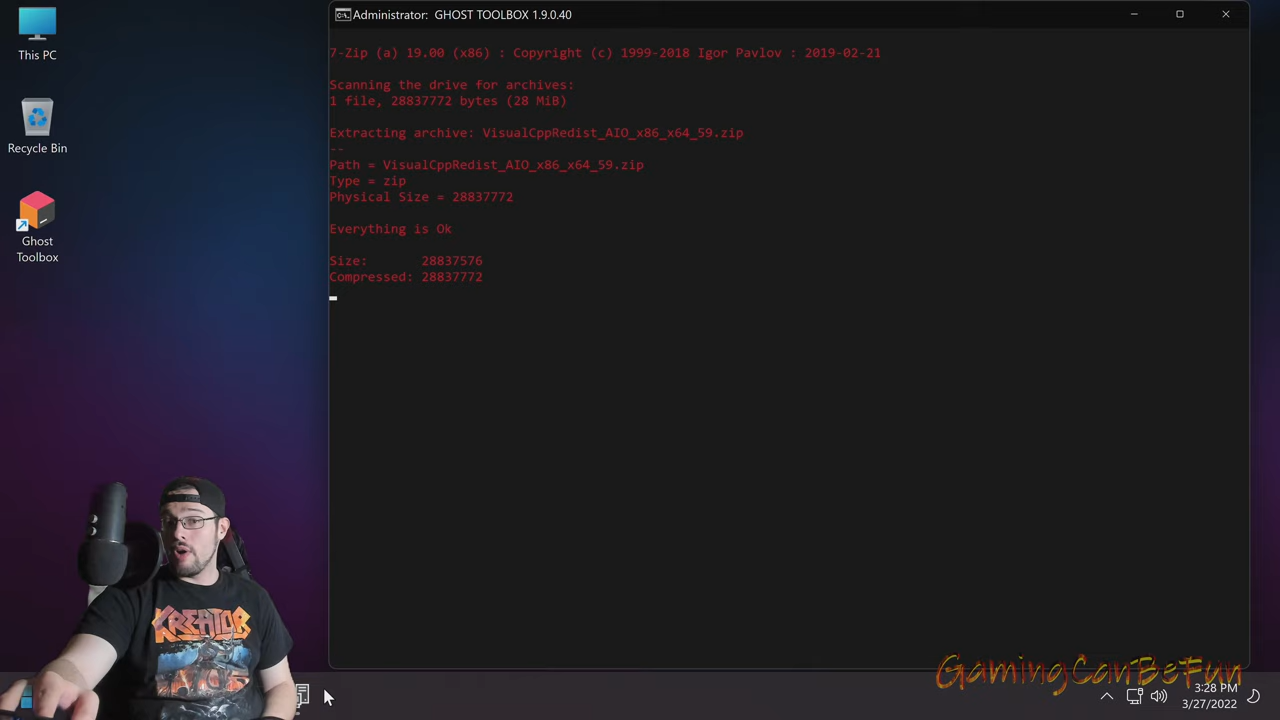 Administrator:  GHOST TOOLBOX 1.9.0.40
This PC
Recycle Bin
Ghost
Toolbox
7-Zip (a) 19.00 (x86) : Copyright (c) 1999-2018 Igor Pavlov : 2019-02-21
Scanning the drive for archives:
1 file, 28837772 bytes (28 MiB)
Extracting archive: VisualCppRedist_AIO_x86_x64_59.zip
--
Path = VisualCppRedist_AIO_x86_x64_59.zip
Type = zip
Physical Size = 28837772
Everything is Ok
Size:       28837576
Compressed: 28837772
KREATOR
GamingCanBeFun
3:28 PM
3/27/2022